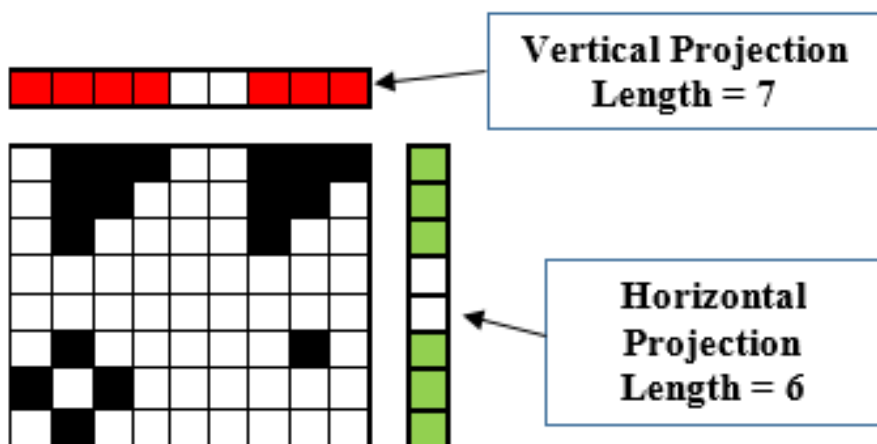 Vertical Projection
Length = 7
Horizontal
Projection
Length = 6